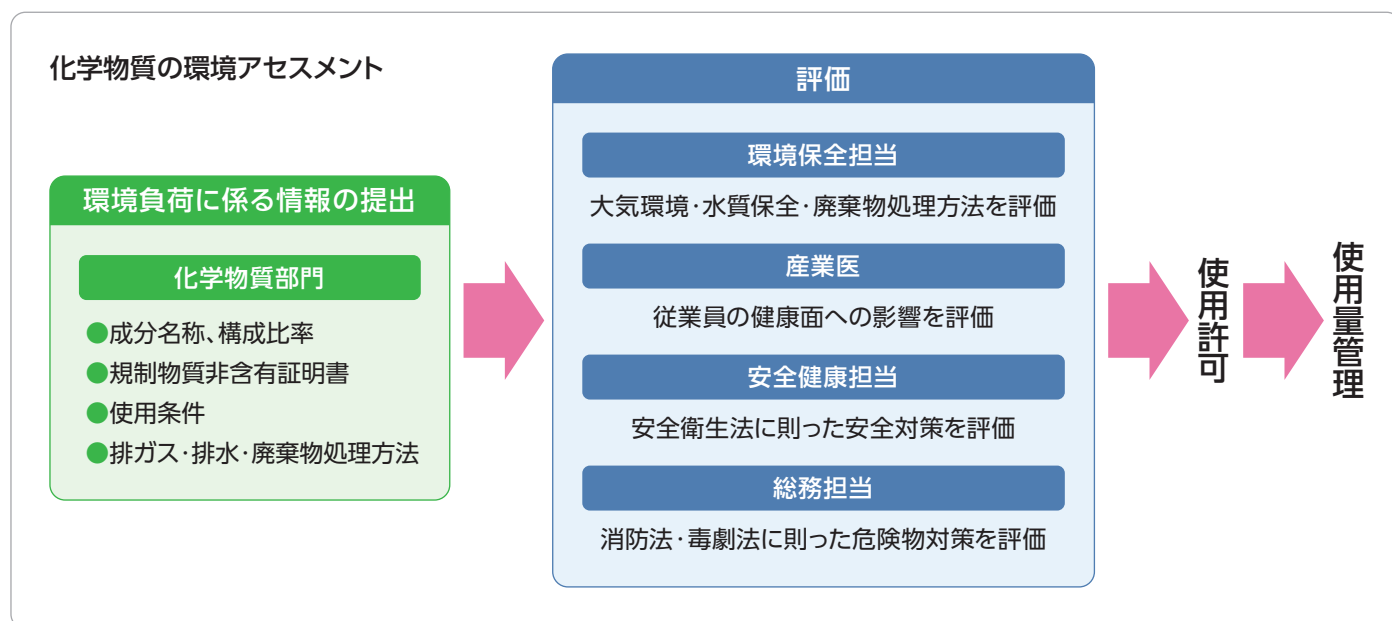 化学物質の環境アセスメント
環境負荷に係る情報の提出
化学物質部門
●成分名称、構成比率
●規制物質非含有証明書
●使用条件
●排ガス・排水・廃棄物処理方法
評価
環境保全担当
大気環境・水質保全・廃棄物処理方法を評価
産業医
従業員の健康面への影響を評価
安全健康担当
安全衛生法に則った安全対策を評価
総務担当
消防法・毒劇法に則った危険物対策を評価
使用許可
使用量管理